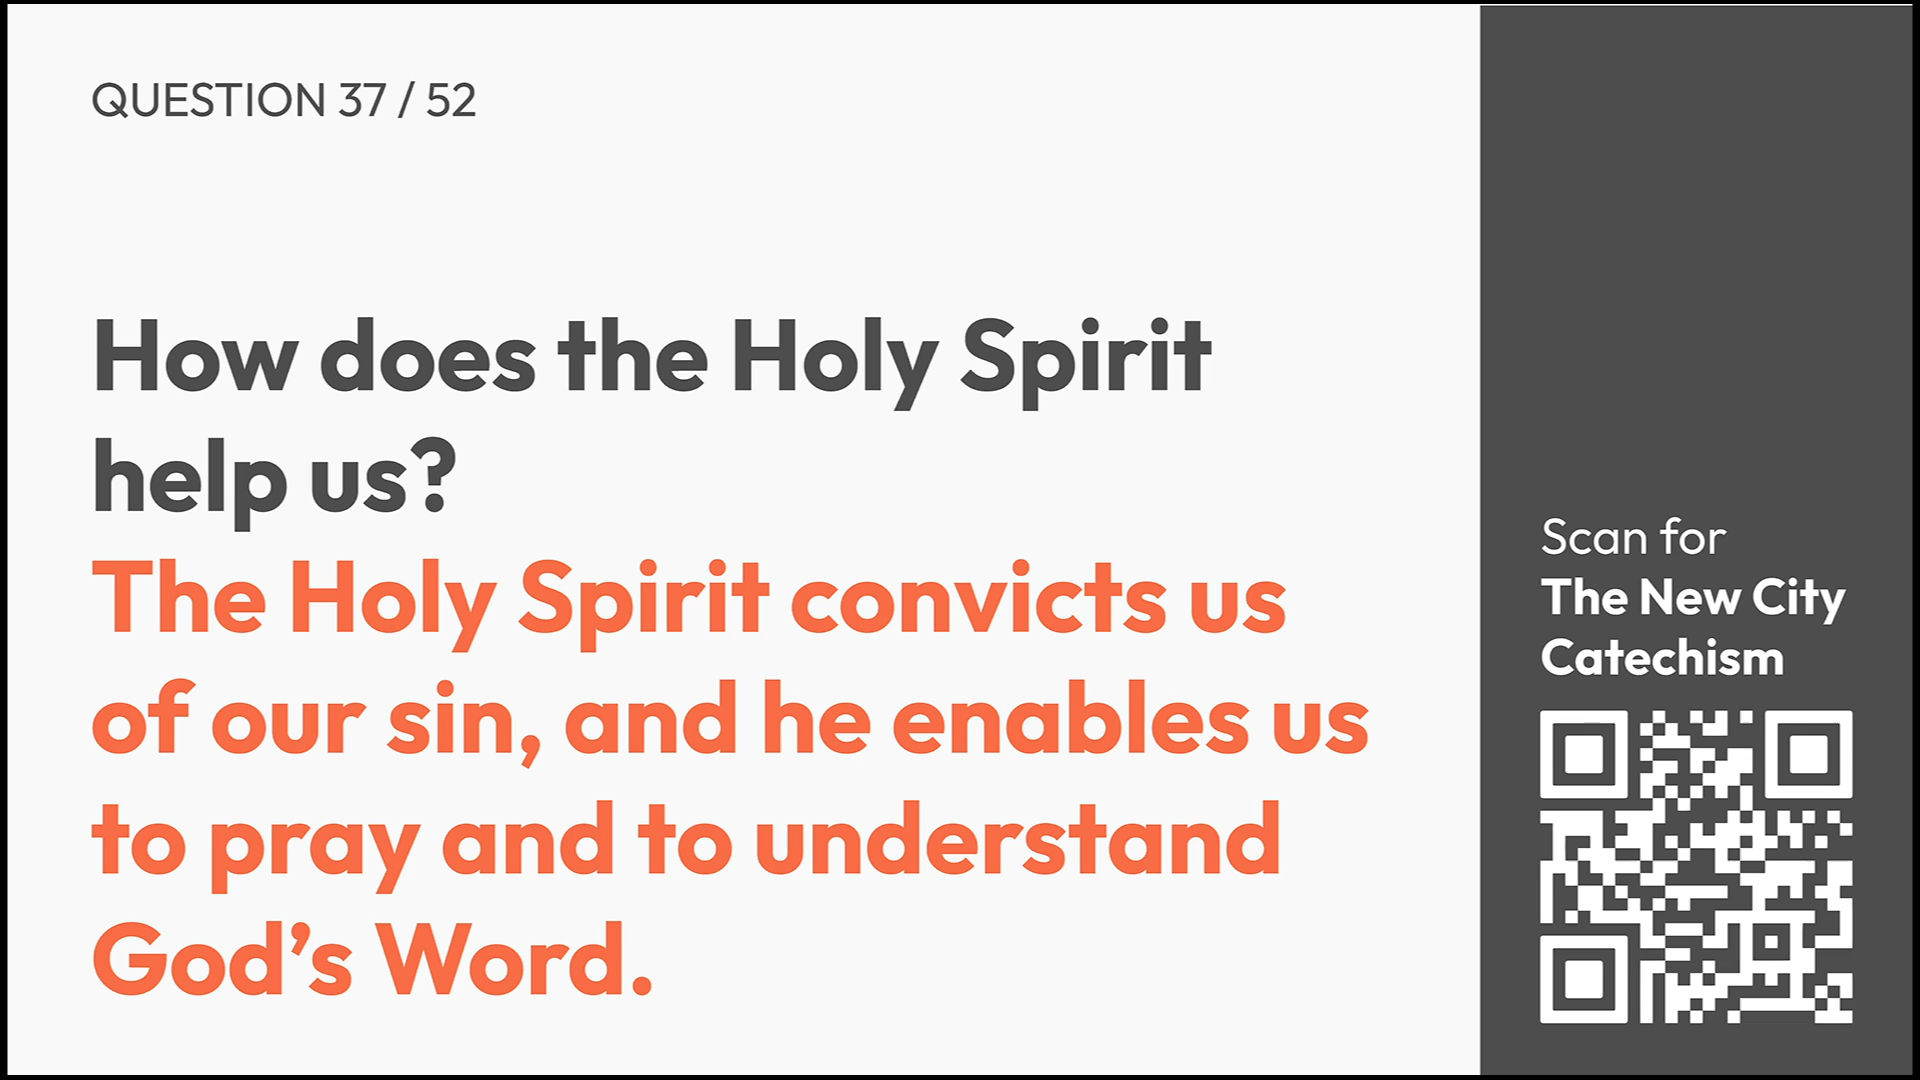 QUESTION 37 / 52
How does the Holy Spirit
help us?
The Holy Spirit convicts us
of our sin, and he enables us
to pray and to understand
God’s Word.
Scan for
The New City
Catechism